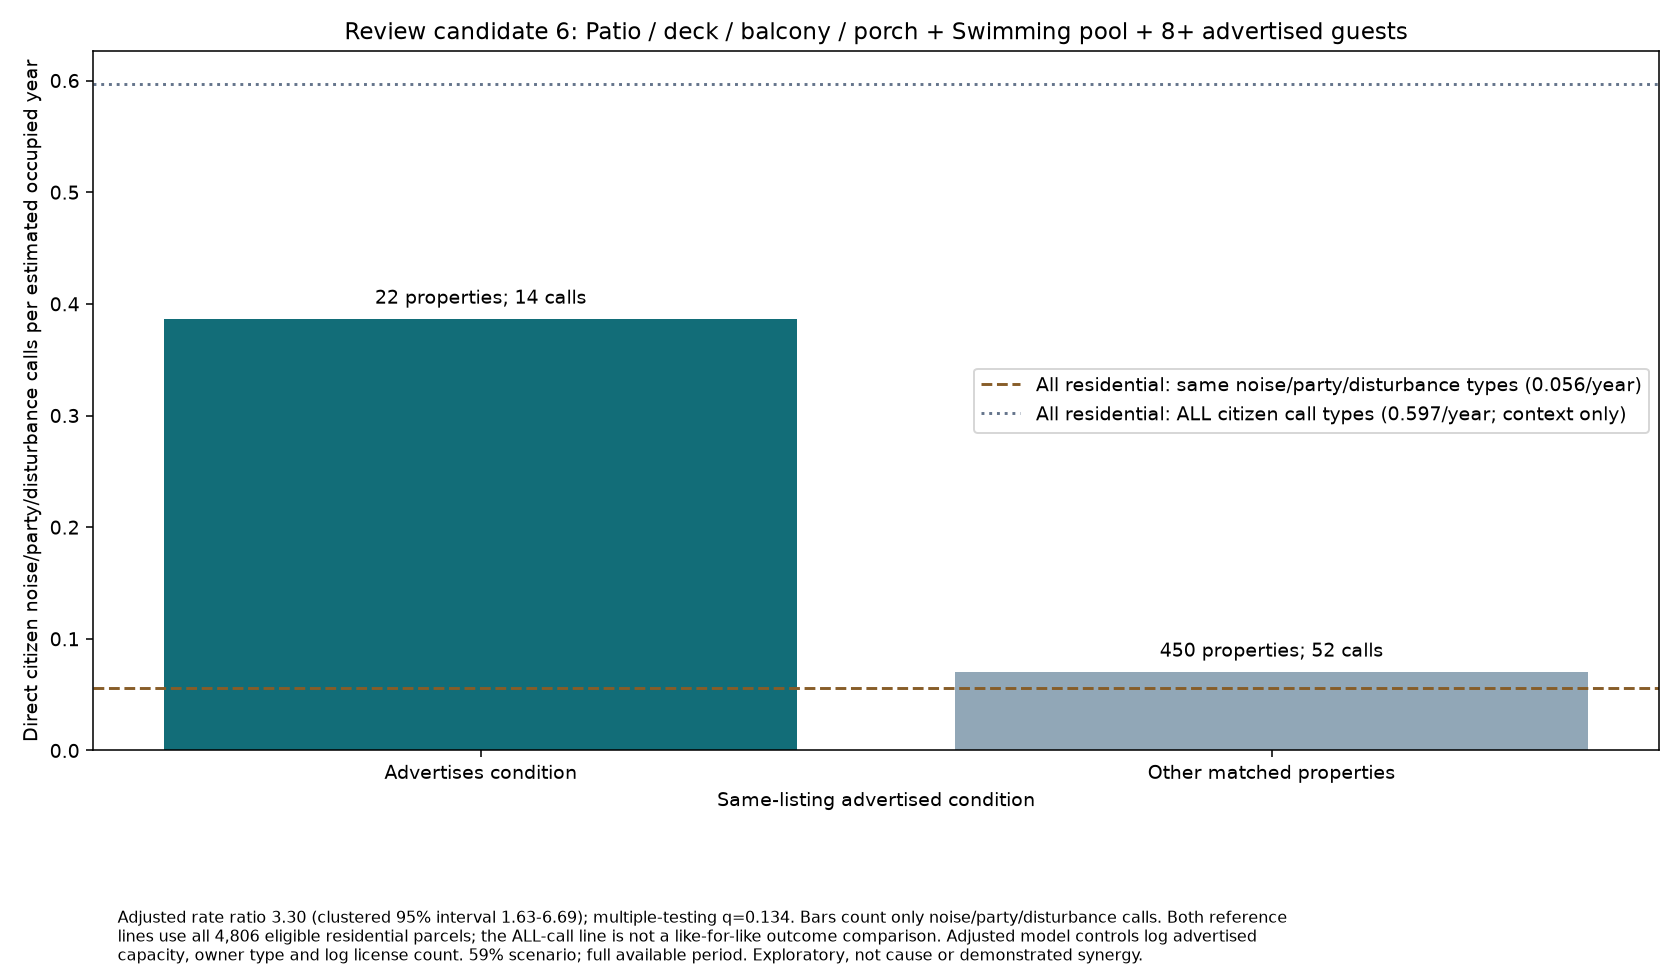 Review candidate 6: Patio / deck / balcony / porch + Swimming pool + 8+ advertised guests
Direct citizen noise/party/disturbance calls per estimated occupied year
0.6
0.5
0.4
0.3
0.2
0.1
0.0
22 properties; 14 calls
All residential: same noise/party/disturbance types (0.056/year)
All residential: ALL citizen call types (0.597/year; context only)
450 properties; 52 calls
Advertises condition
Other matched properties
Same-listing advertised condition
Adjusted rate ratio 3.30 (clustered 95% interval 1.63-6.69); multiple-testing q=0.134. Bars count only noise/party/disturbance calls. Both reference
lines use all 4,806 eligible residential parcels; the ALL-call line is not a like-for-like outcome comparison. Adjusted model controls log advertised
capacity, owner type and log license count. 59% scenario; full available period. Exploratory, not cause or demonstrated synergy.